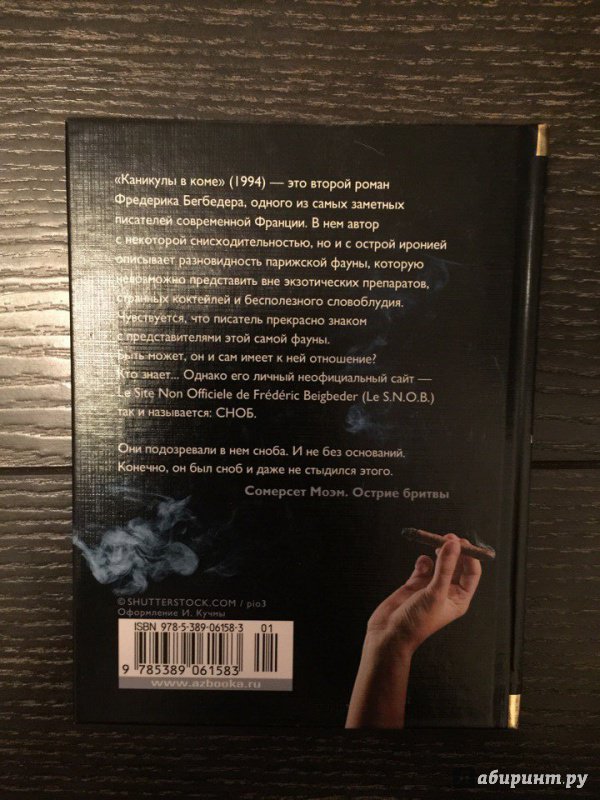 «Каникулы в коме» (1994) — это второй роман
Фредерика Бегбедера, одного из самых заметных
писателей современной Франции. В нем автор
с некоторой снисходительностью, но и с острой иронией
описывает разновидность парижской фауны, которую
невозможно представить вне экзотических препаратов,
странных коктейлей и бесполезного словоблудия.
Чувствуется, что писатель прекрасно знаком
с представителями этой самой фауны.
Быть может, он и сам имеет к ней отношение?
Кто знает... Однако его личный неофициальный сайт —
Le Site Non Officiele de Frédéric Beigbeder (Le S.N.O.B.)
так и называется: СНОБ.
Они подозревали в нем сноба. И не без оснований.
Конечно, он был сноб и даже не стыдился этого.
Сомерсет Моэм. Острие бритвы
© SHUTTERSTOCK.COM / pio3
Оформление И. Кучмы
ISBN 978-5-389-06158-3 01
9 785389 061583
www.azbooka.ru
абиринт.ру